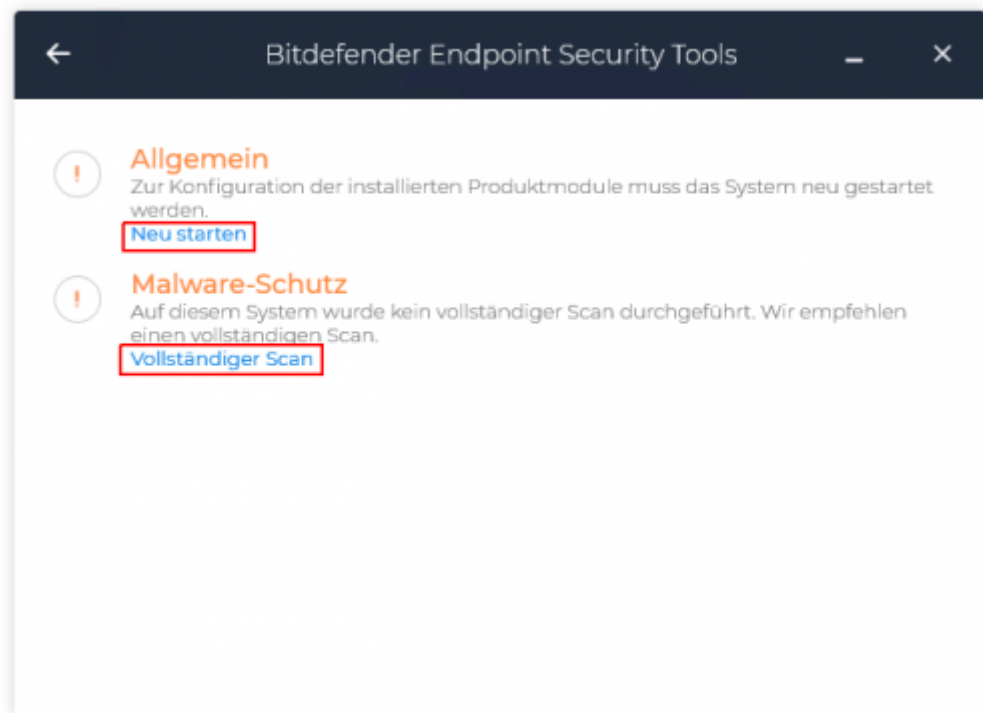 Bitdefender Endpoint Security Tools
Allgemein
Zur Konfiguration der installierten Produktmodule muss das System neu gestartet
werden.
Neu starten
Malware-Schutz
Auf diesem System wurde kein vollständiger Scan durchgeführt. Wir empfehlen
einen vollständigen Scan.
Vollständiger Scan